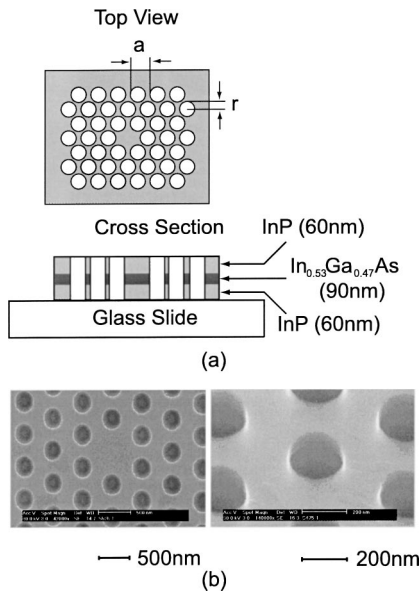 Top View
a
r
Cross Section
InP (60nm)
In0.53Ga0.47As
(90nm)
InP (60nm)
Glass Slide
(a)
500nm
200nm
(b)